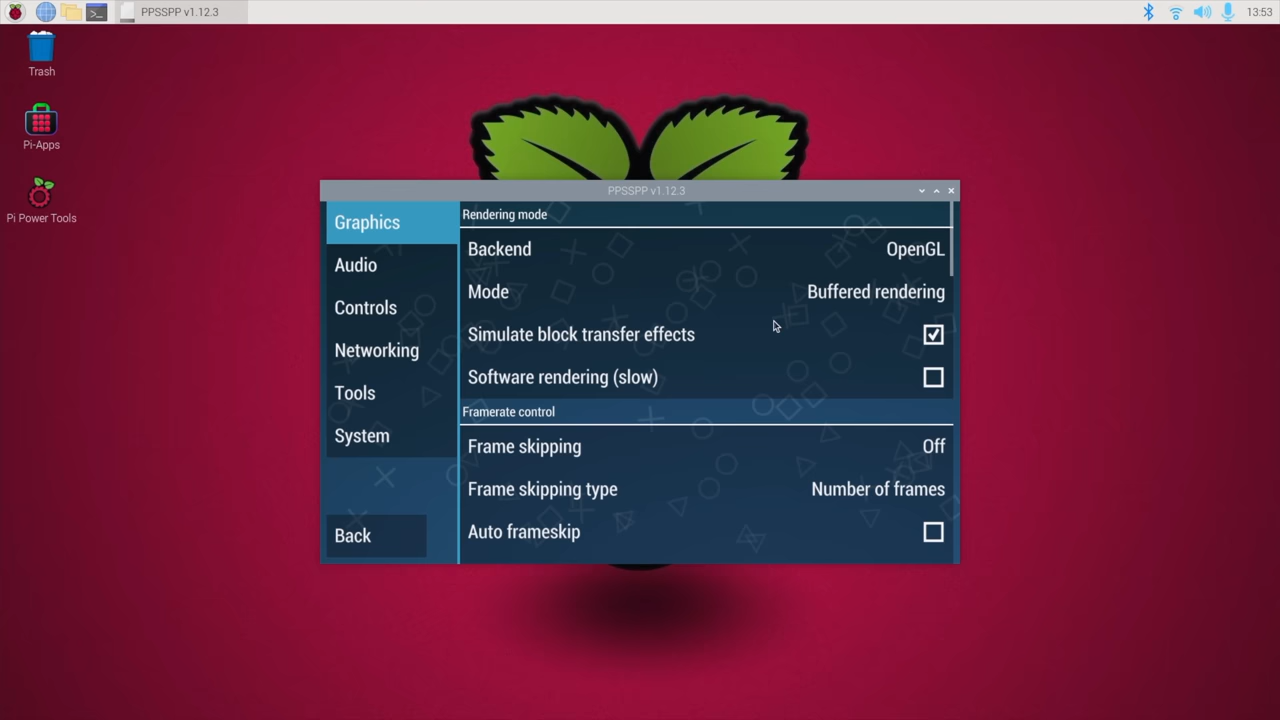 PPSSPP v1.12.3
13:53
Trash
Pi-Apps
Pi Power Tools
PPSSPP v1.12.3
Graphics
Audio
Controls
Networking
Tools
System
Back
Rendering mode
Backend OpenGL
Mode Buffered rendering
Simulate block transfer effects
Software rendering (slow)
Framerate control
Frame skipping Off
Frame skipping type Number of frames
Auto frameskip